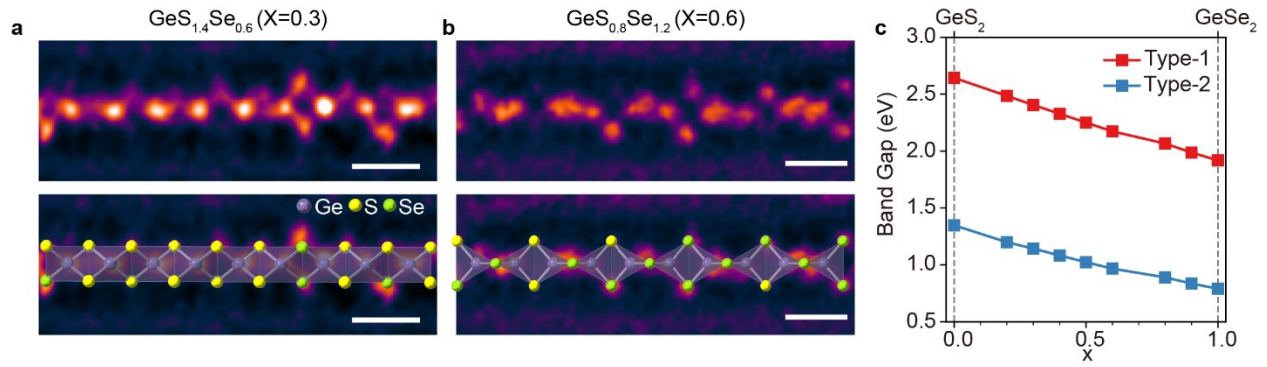 a GeS1.4Se0.6 (X=0.3)
b GeS0.8Se1.2 (X=0.6)
Ge S Se
c GeS2 GeSe2
3.0
2.5
2.0
1.5
1.0
0.5
Band Gap (eV)
Type-1
Type-2
0.0 0.5 1.0
x